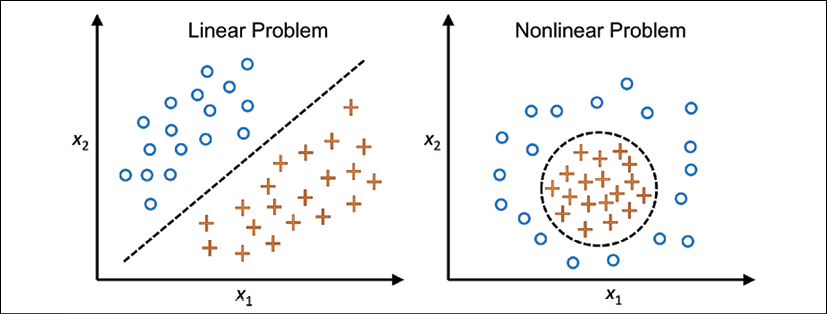 Linear Problem
x₂
x₁
Nonlinear Problem
x₂
x₁